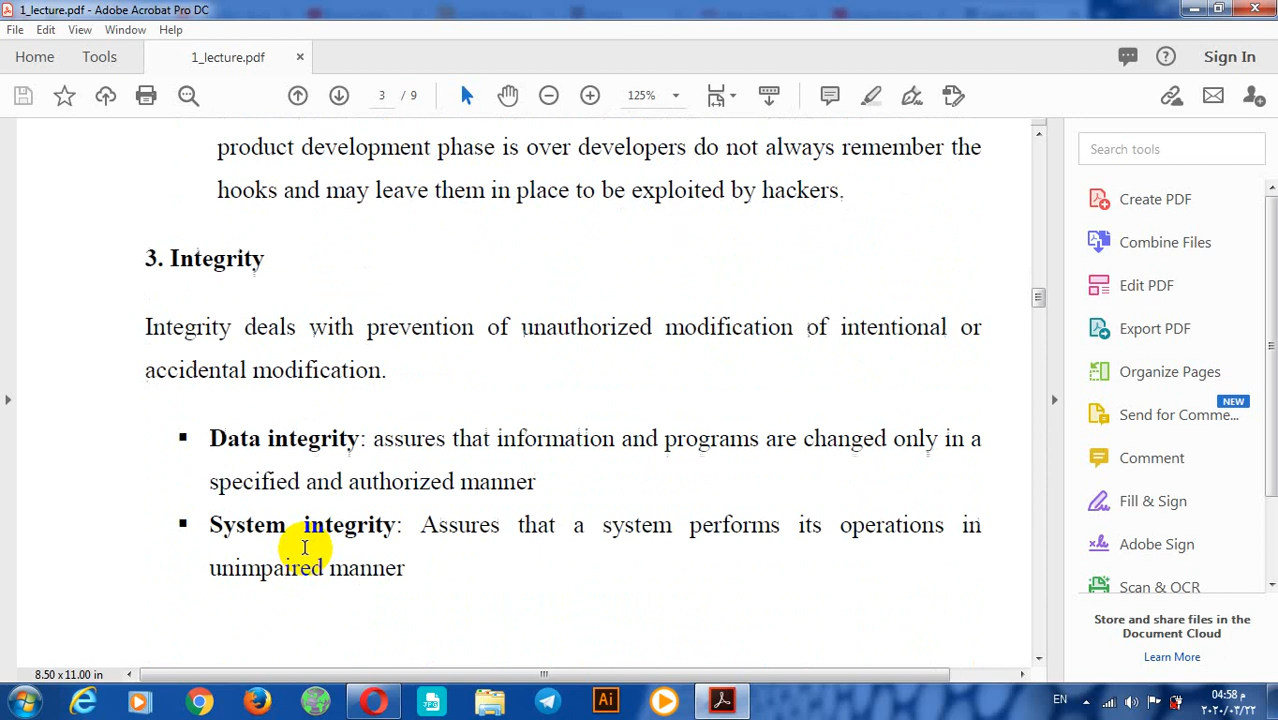 1_lecture.pdf - Adobe Acrobat Pro DC
File Edit View Window Help
Home Tools 1_lecture.pdf × Sign In
3 / 9 125%
product development phase is over developers do not always remember the
hooks and may leave them in place to be exploited by hackers.
3. Integrity
Integrity deals with prevention of unauthorized modification of intentional or
accidental modification.
▪ Data integrity: assures that information and programs are changed only in a
specified and authorized manner
▪ System integrity: Assures that a system performs its operations in
unimpaired manner
8.50 x 11.00 in
Search tools
Create PDF
Combine Files
Edit PDF
Export PDF
Organize Pages
NEW
Send for Comme...
Comment
Fill & Sign
Adobe Sign
Scan & OCR
Store and share files in the
Document Cloud
Learn More
JPG
Ai
EN
04:58 م
٢٠٢٠/٠٣/٢٢